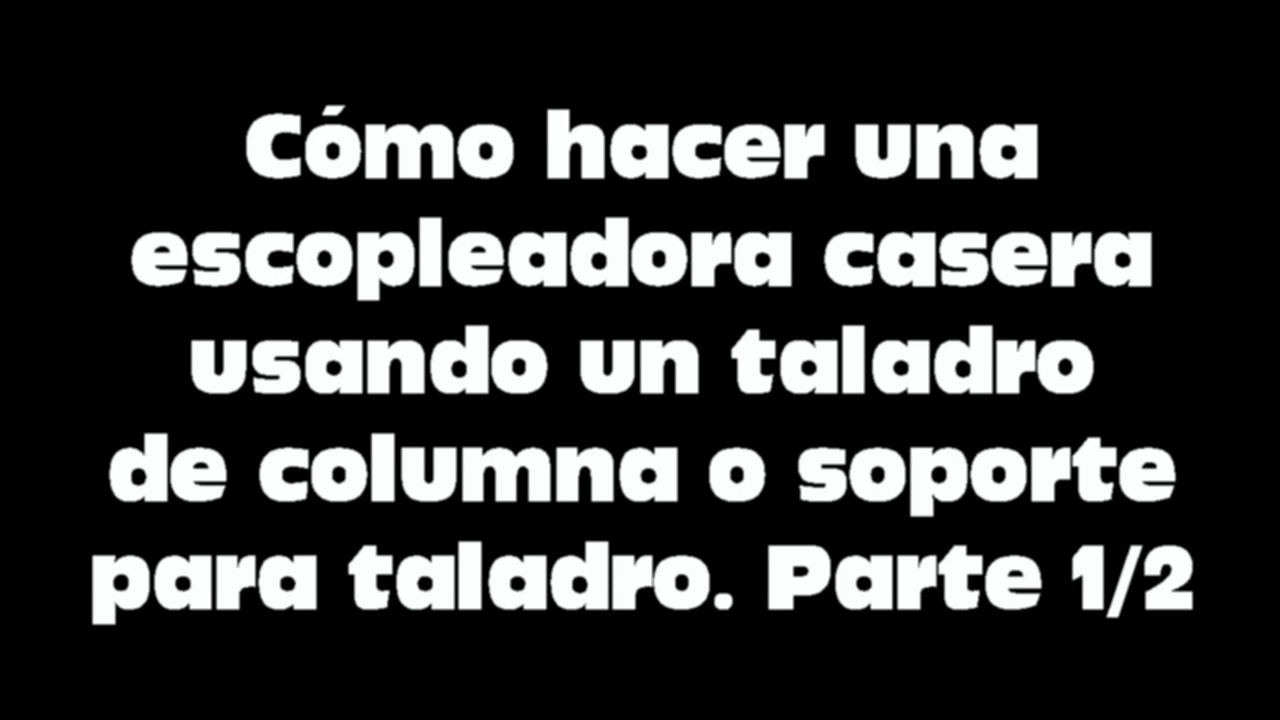 Cómo hacer una
escopleadora casera
usando un taladro
de columna o soporte
para taladro. Parte 1/2